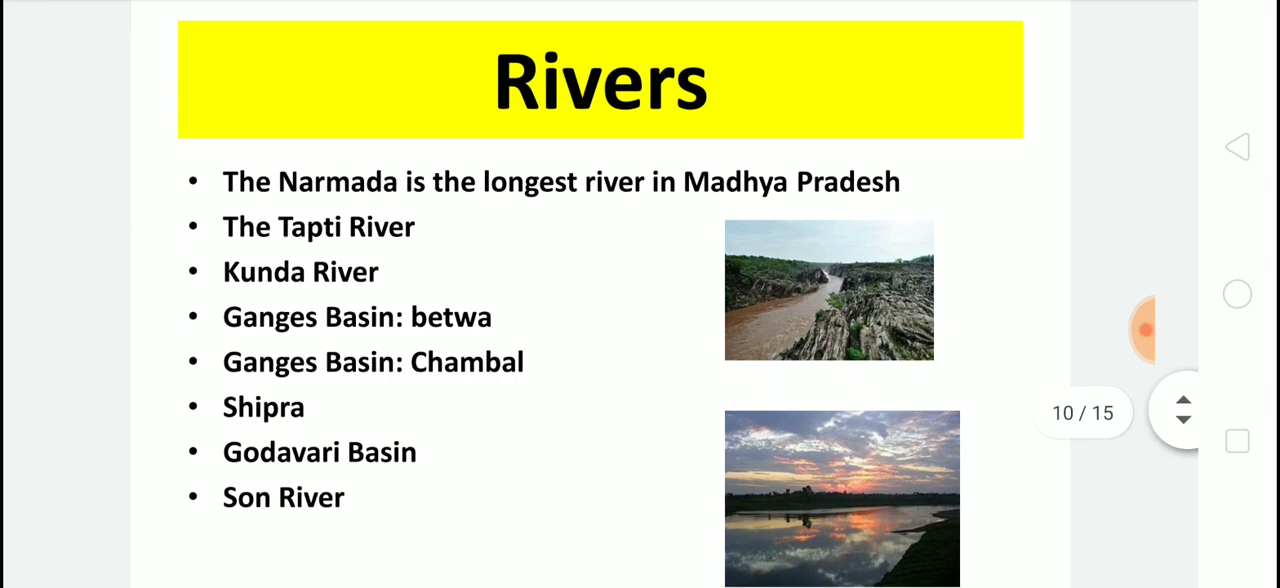 Rivers
• The Narmada is the longest river in Madhya Pradesh
• The Tapti River
• Kunda River
• Ganges Basin: betwa
• Ganges Basin: Chambal
• Shipra
• Godavari Basin
• Son River
10 / 15